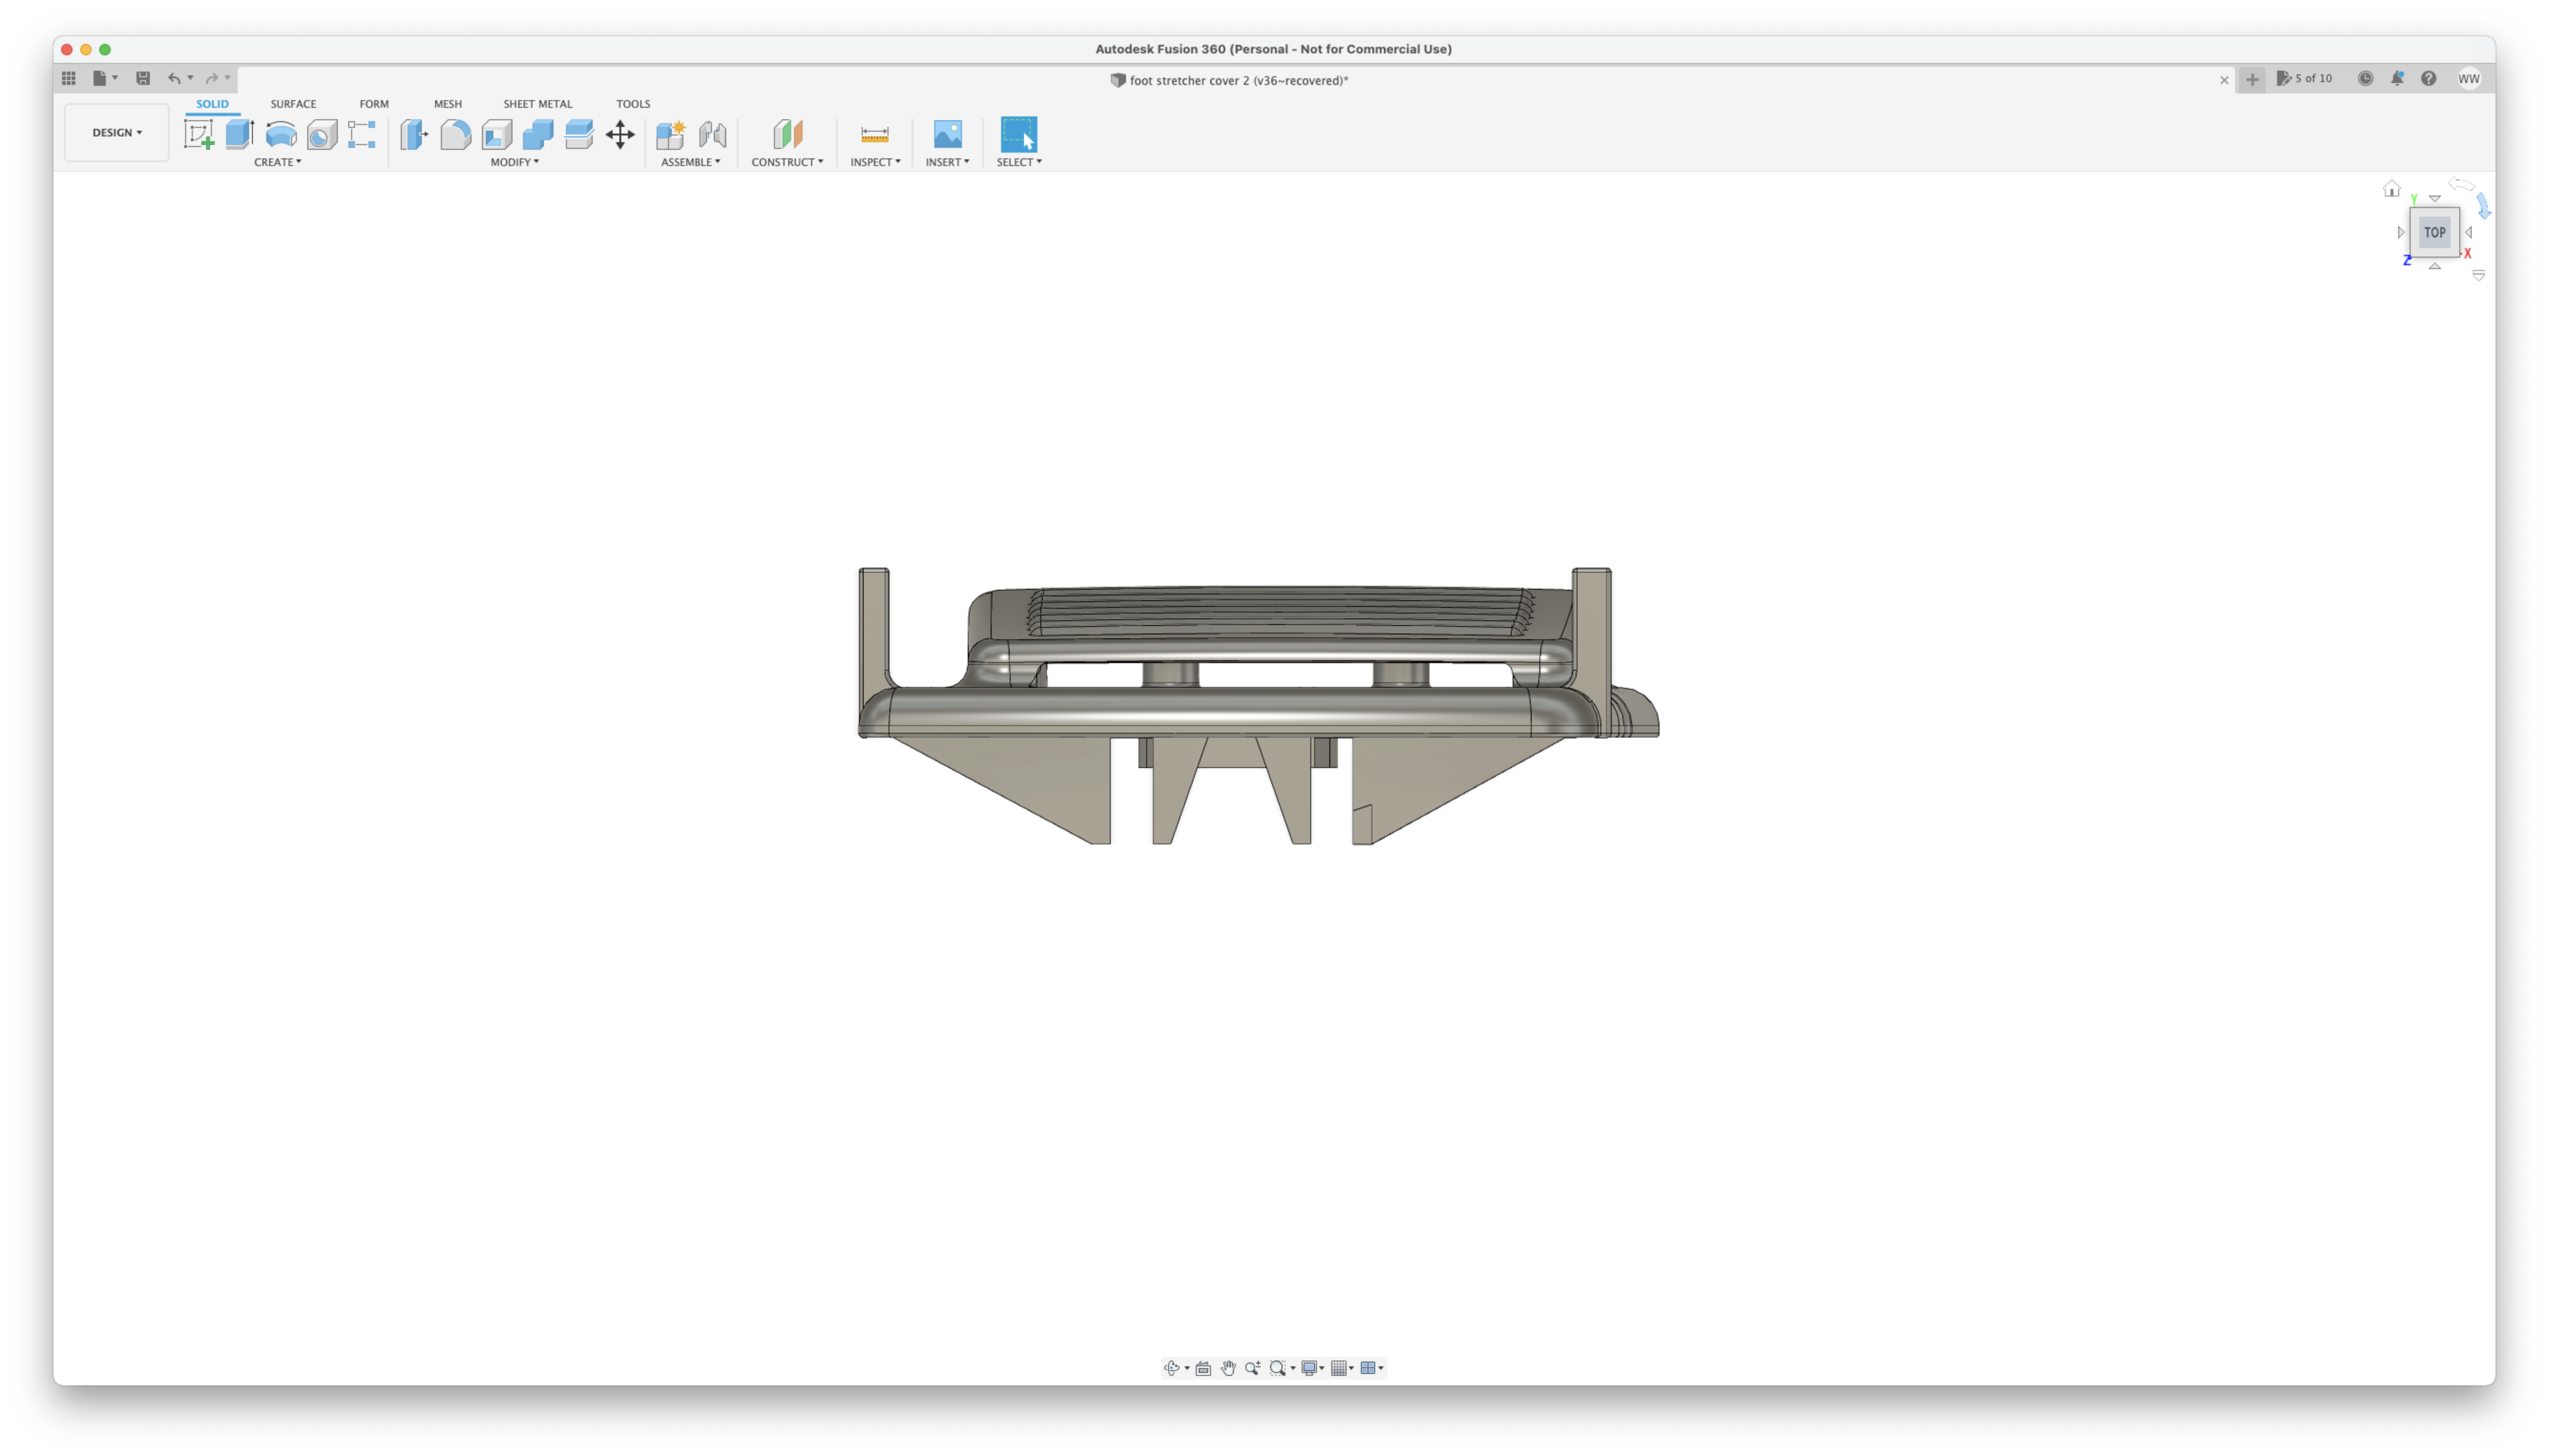 Autodesk Fusion 360 (Personal - Not for Commercial Use)
foot stretcher cover 2 (v36~recovered)*
5 of 10
WW
DESIGN
SOLID
SURFACE
FORM
MESH
SHEET METAL
TOOLS
CREATE
MODIFY
ASSEMBLE
CONSTRUCT
INSPECT
INSERT
SELECT
Y
TOP
X
Z